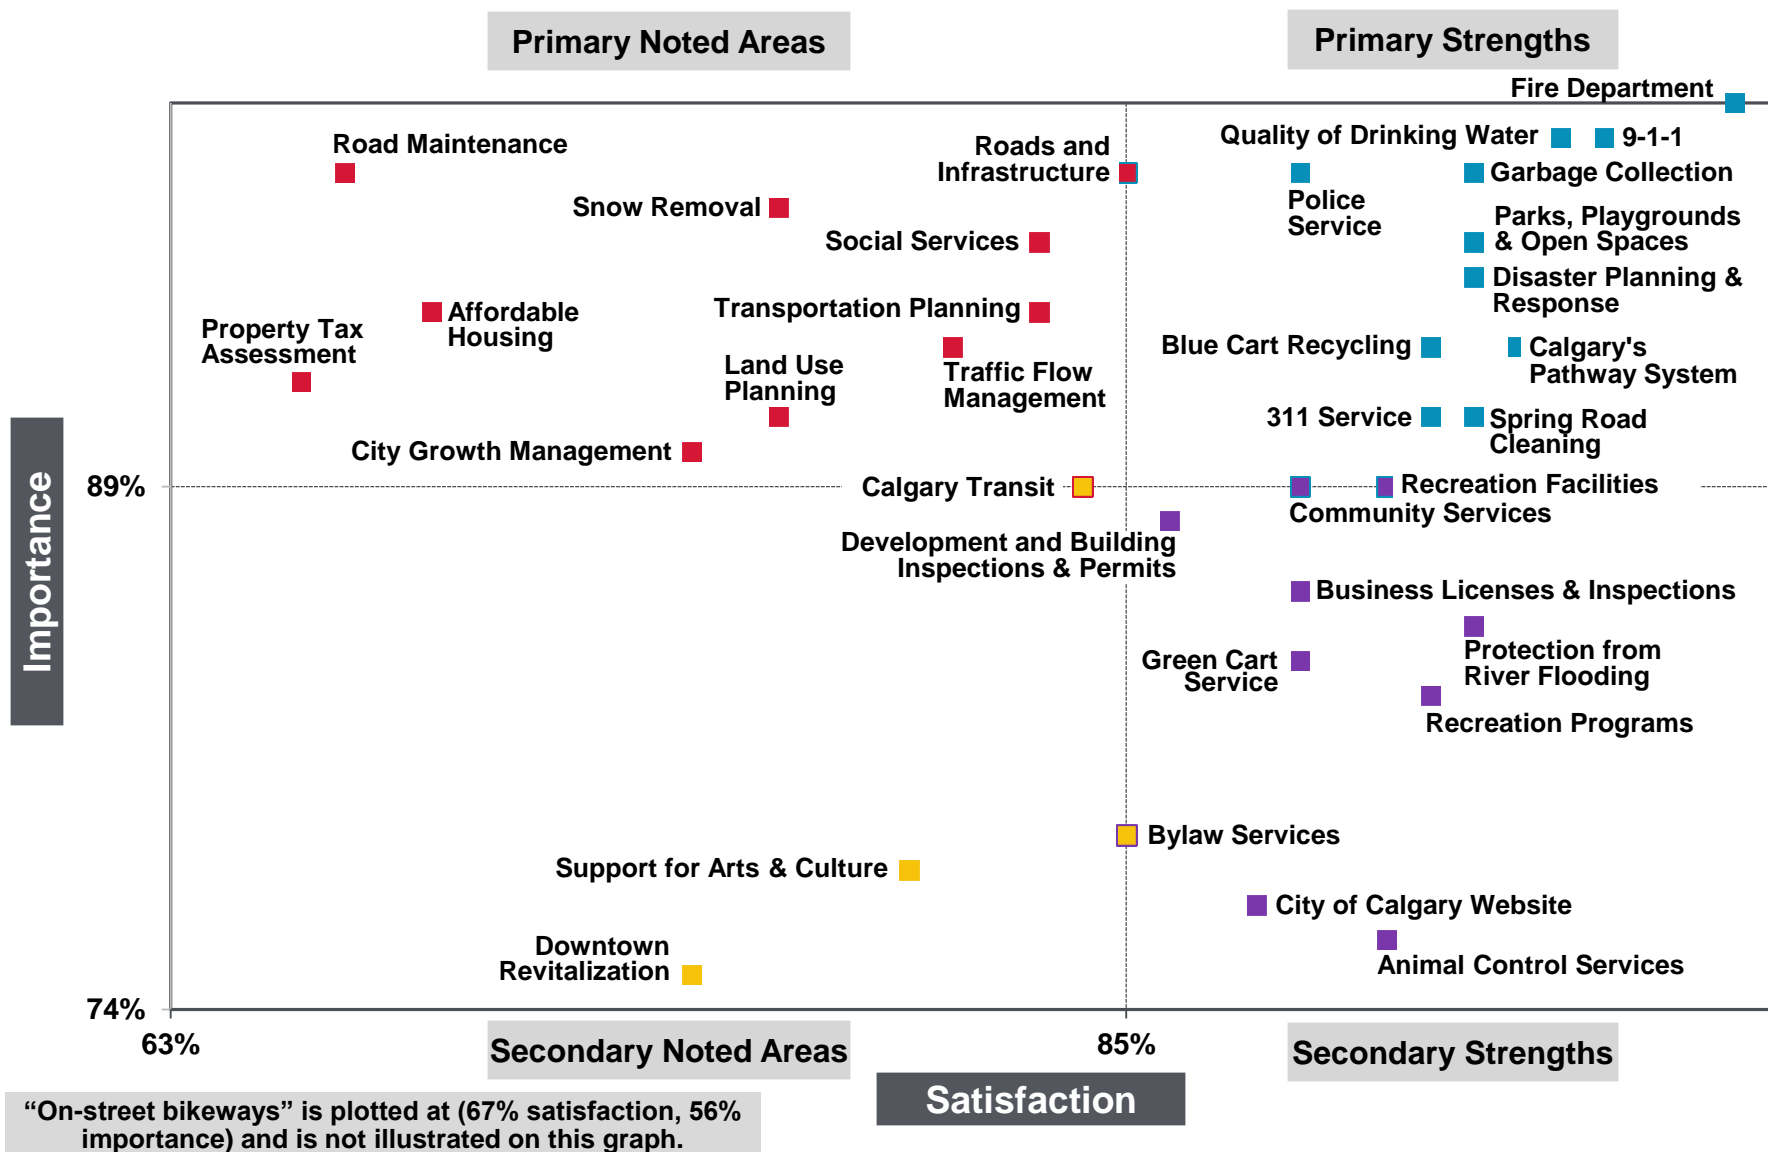 Primary Noted Areas
Primary Strengths
Fire Department
Quality of Drinking Water
9-1-1
Road Maintenance
Roads and
Infrastructure
Garbage Collection
Police
Service
Snow Removal
Parks, Playgrounds
& Open Spaces
Social Services
Disaster Planning &
Response
Transportation Planning
Affordable
Housing
Property Tax
Assessment
Blue Cart Recycling
Calgary's
Pathway System
Land Use
Planning
Traffic Flow
Management
311 Service
Spring Road
Cleaning
City Growth Management
Importance
89%
Calgary Transit
Recreation Facilities
Community Services
Development and Building
Inspections & Permits
Business Licenses & Inspections
Green Cart
Service
Protection from
River Flooding
Recreation Programs
Bylaw Services
Support for Arts & Culture
City of Calgary Website
Downtown
Revitalization
Animal Control Services
74%
63%
85%
Secondary Noted Areas
Secondary Strengths
Satisfaction
“On-street bikeways” is plotted at (67% satisfaction, 56%
importance) and is not illustrated on this graph.